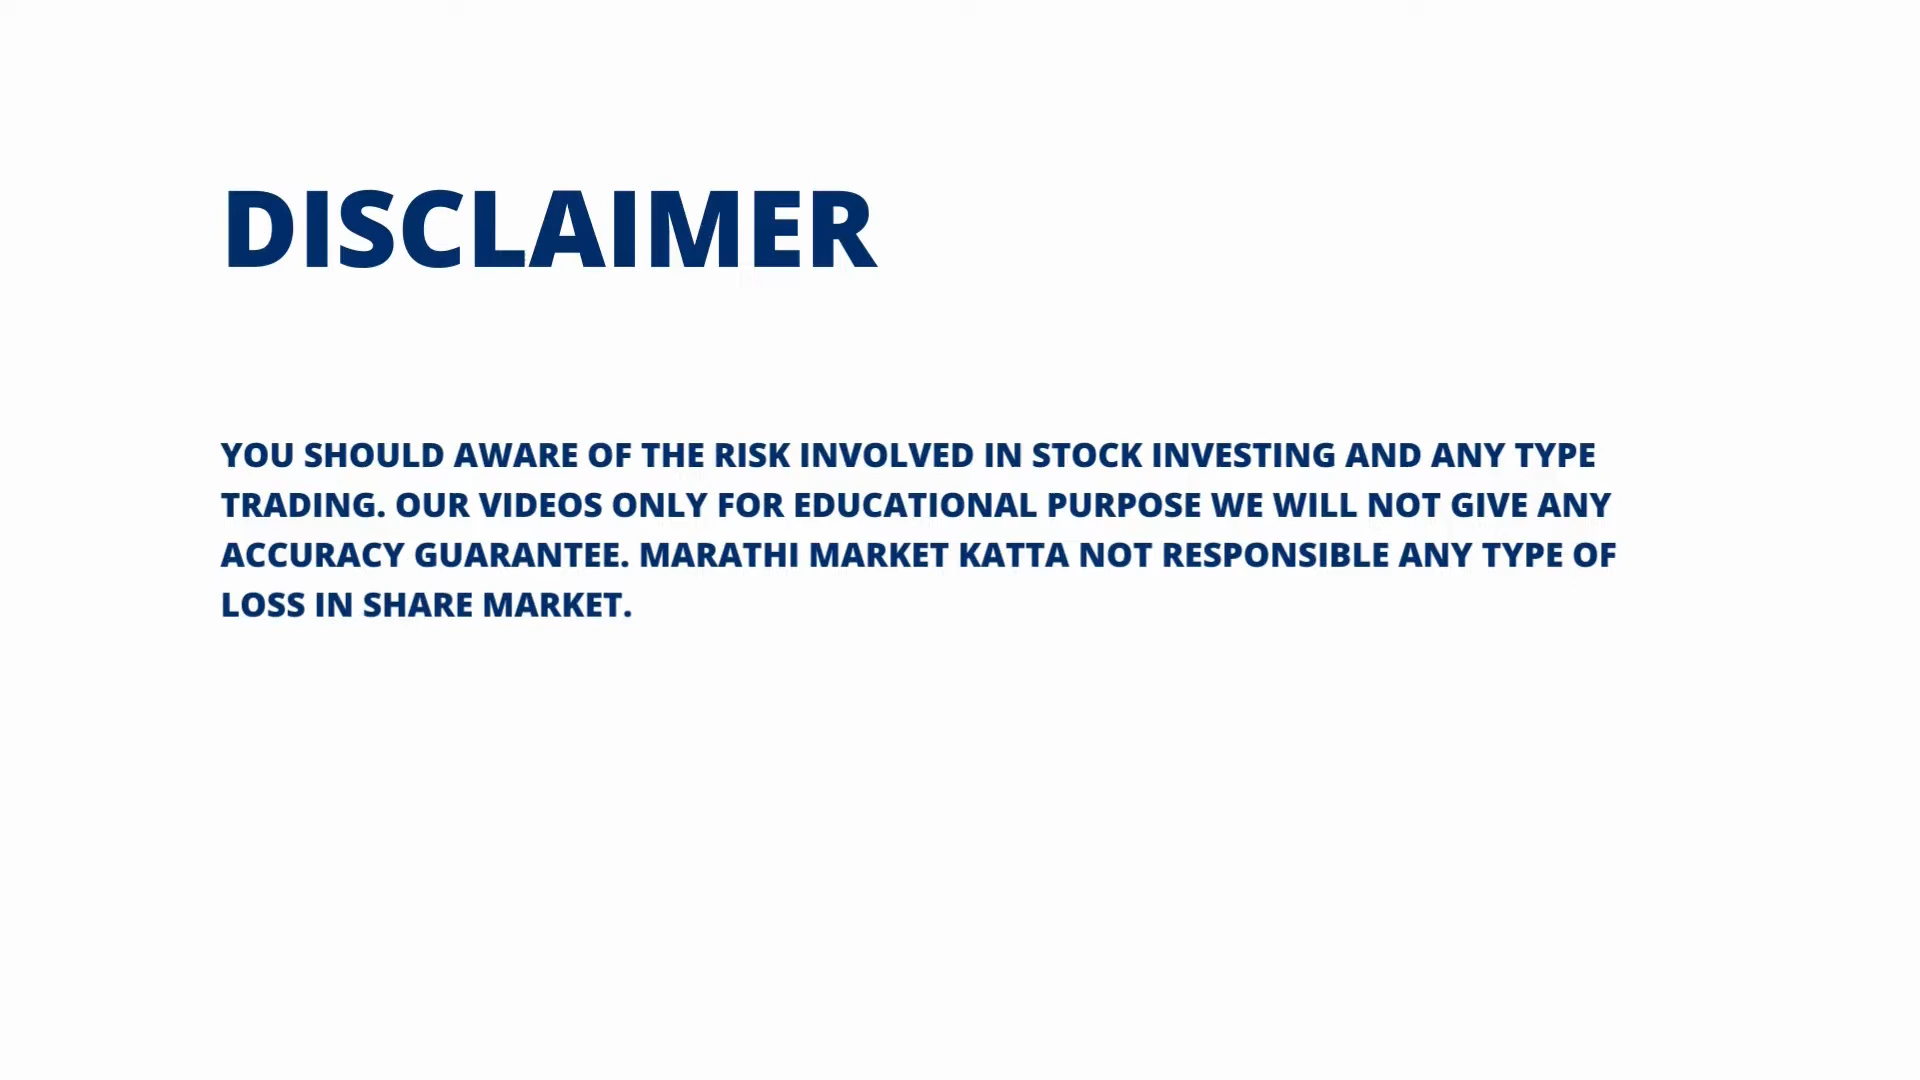 DISCLAIMER
YOU SHOULD AWARE OF THE RISK INVOLVED IN STOCK INVESTING AND ANY TYPE
TRADING. OUR VIDEOS ONLY FOR EDUCATIONAL PURPOSE WE WILL NOT GIVE ANY
ACCURACY GUARANTEE. MARATHI MARKET KATTA NOT RESPONSIBLE ANY TYPE OF
LOSS IN SHARE MARKET.